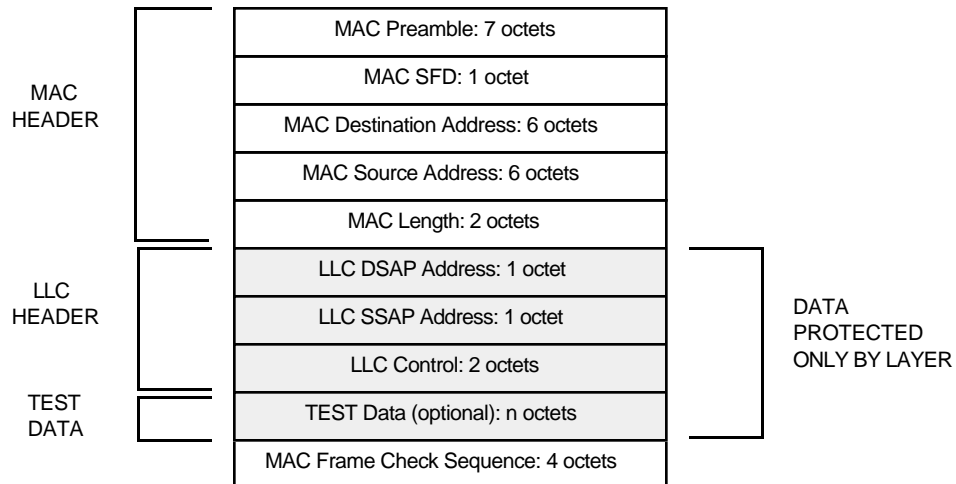 MAC Preamble: 7 octets
MAC SFD: 1 octet
MAC
HEADER
MAC Destination Address: 6 octets
MAC Source Address: 6 octets
MAC Length: 2 octets
LLC DSAP Address: 1 octet
LLC
HEADER
LLC SSAP Address: 1 octet
LLC Control: 2 octets
DATA
PROTECTED
ONLY BY LAYER
TEST
DATA
TEST Data (optional): n octets
MAC Frame Check Sequence: 4 octets